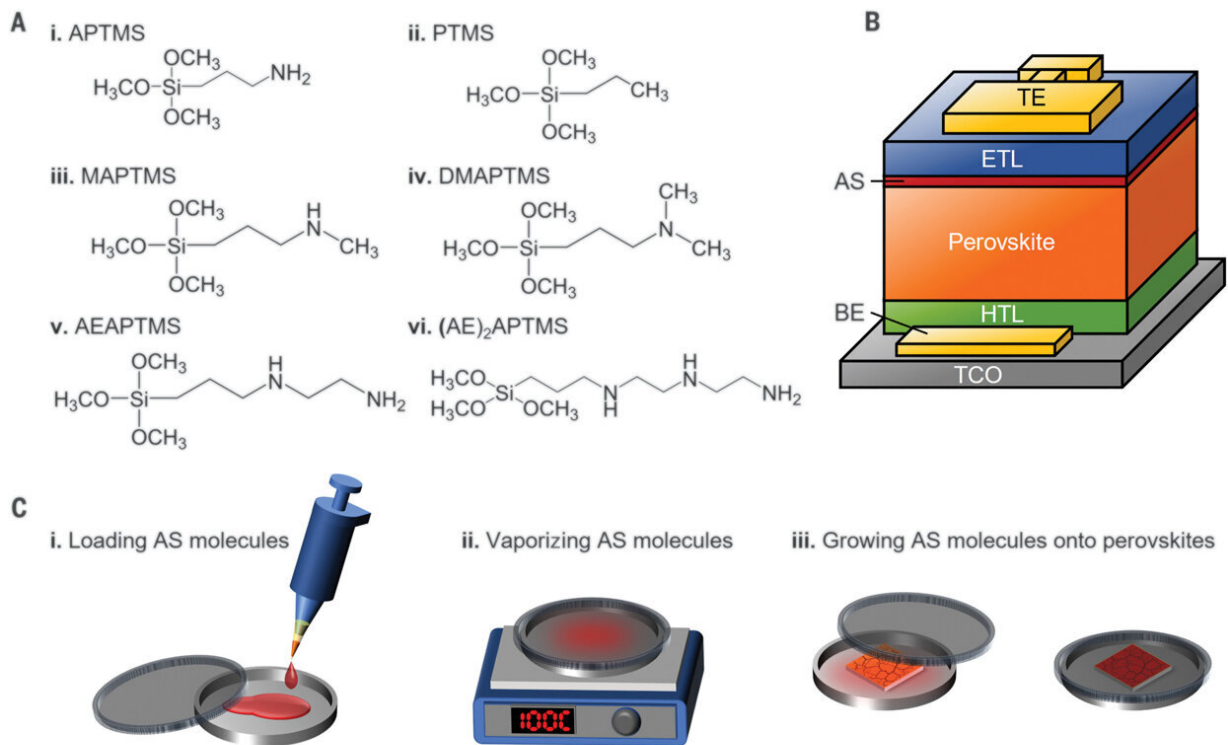 A
i. APTMS
OCH₃
H₃CO
Si
NH₂
OCH₃
ii. PTMS
OCH₃
H₃CO
Si
CH₃
OCH₃
iii. MAPTMS
OCH₃
H₃CO
Si
H
N
CH₃
OCH₃
iv. DMAPTMS
CH₃
OCH₃
H₃CO
Si
N
CH₃
OCH₃
v. AEAPTMS
OCH₃
H₃CO
Si
H
N
NH₂
OCH₃
vi. (AE)₂APTMS
H₃CO
Si
H₃CO
OCH₃
N
H
H
N
NH₂
B
TE
ETL
AS
Perovskite
HTL
BE
TCO
C
i. Loading AS molecules
ii. Vaporizing AS molecules
100C
iii. Growing AS molecules onto perovskites